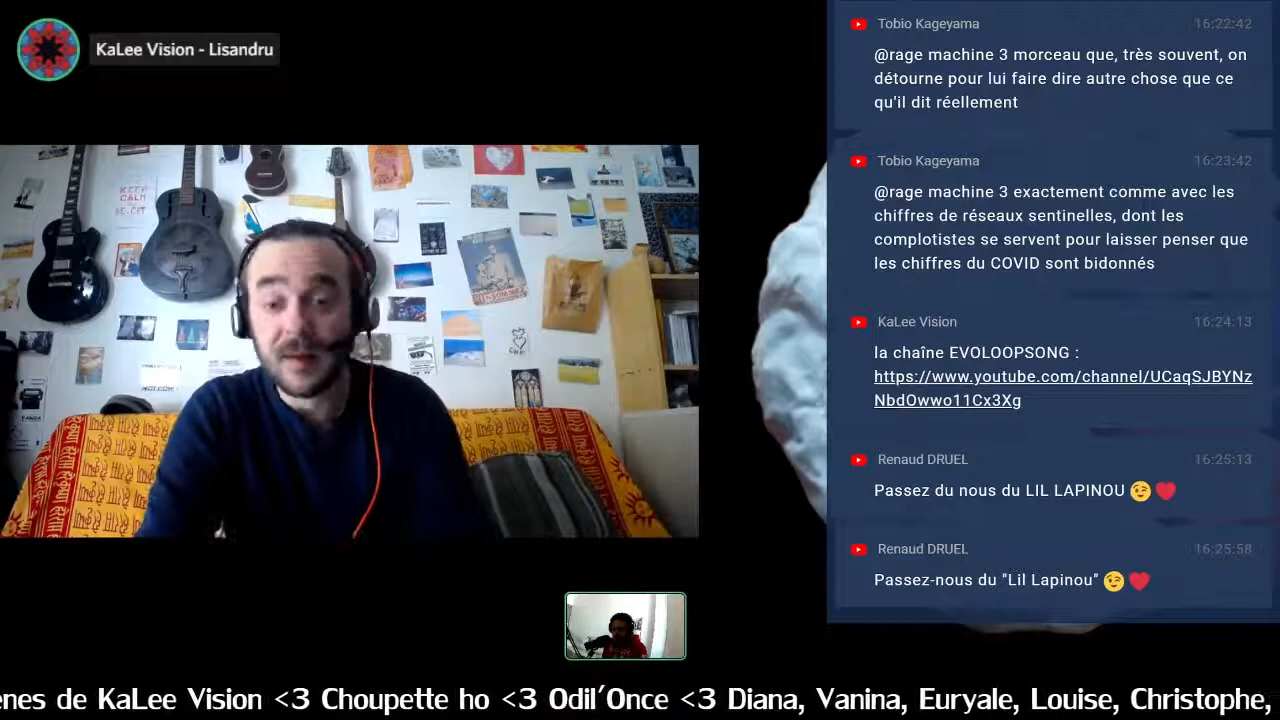 KaLee Vision - Lisandru
KEEP
CALM
Tobio Kageyama 16:22:42
@rage machine 3 morceau que, très souvent, on
détourne pour lui faire dire autre chose que ce
qu'il dit réellement
Tobio Kageyama 16:23:42
@rage machine 3 exactement comme avec les
chiffres de réseaux sentinelles, dont les
complotistes se servent pour laisser penser que
les chiffres du COVID sont bidonnés
KaLee Vision 16:24:13
la chaîne EVOLOOPSONG :
https://www.youtube.com/channel/UCaqSJBYNz
NbdOwwo11Cx3Xg
Renaud DRUEL 16:25:13
Passez du nous du LIL LAPINOU 😉❤️
Renaud DRUEL 16:25:58
Passez-nous du "Lil Lapinou" 😉❤️
enes de KaLee Vision <3 Choupette ho <3 Odil'Once <3 Diana, Vanina, Euryale, Louise, Christophe,